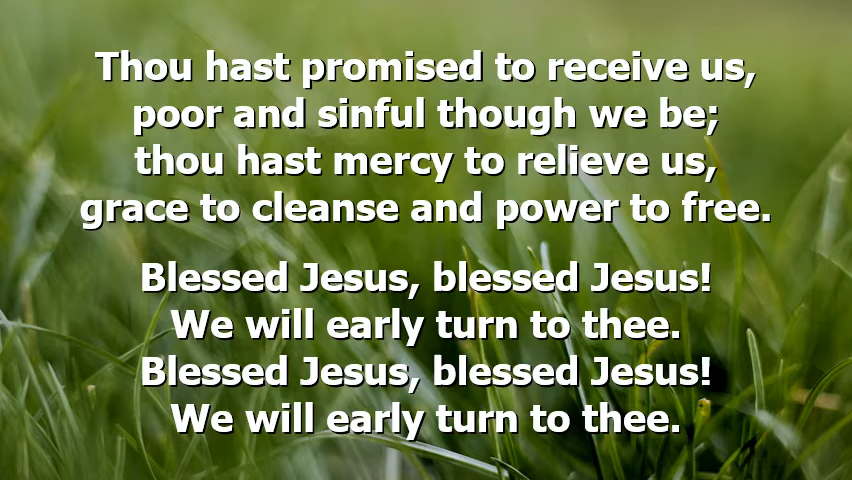 Thou hast promised to receive us,
poor and sinful though we be;
thou hast mercy to relieve us,
grace to cleanse and power to free.
Blessed Jesus, blessed Jesus!
We will early turn to thee.
Blessed Jesus, blessed Jesus!
We will early turn to thee.